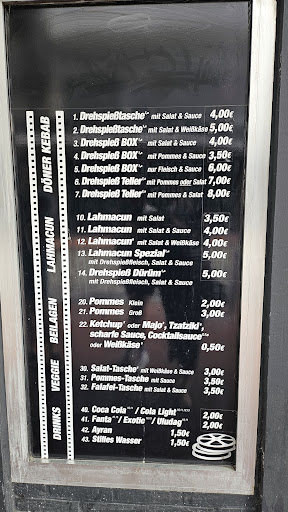 DÖNER KEBAB
1. Drehspießtasche mit Salat & Sauce 4,00€
2. Drehspießtasche mit Salat & Weißkäse 5,00€
3. Drehspieß BOX mit Salat & Sauce 4,00€
4. Drehspieß BOX mit Pommes & Sauce 3,50€
5. Drehspieß BOX nur Fleisch & Sauce 6,00€
6. Drehspieß Teller mit Pommes oder Salat 7,00€
7. Drehspieß Teller mit Pommes & Salat 8,00€
LAHMACUN
10. Lahmacun mit Salat 3,50€
11. Lahmacun mit Salat & Sauce 4,00€
12. Lahmacun mit Salat & Weißkäse 4,00€
13. Lahmacun Spezial 5,00€
mit Drehspießfleisch, Salat & Sauce
14. Drehspieß Dürüm 5,00€
mit Drehspießfleisch, Salat & Sauce
BEILAGEN
20. Pommes Klein 2,00€
21. Pommes Groß 3,00€
22. Ketchup oder Majo, Tzatziki,
scharfe Sauce, Cocktailsauce
oder Weißkäse 0,50€
VEGGIE
30. Salat-Tasche mit Weißkäse & Sauce 3,00€
31. Pommes-Tasche mit Sauce 3,00€
32. Falafel-Tasche mit Salat & Sauce 3,50€
DRINKS
40. Coca Cola / Cola Light 2,00€
41. Fanta / Exotic / Uludag 2,00€
42. Ayran 1,50€
43. Stilles Wasser 1,50€